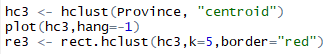 hc3 <- hclust(Province, "centroid")
plot(hc3,hang=-1)
re3 <- rect.hclust(hc3,k=5,border="red")